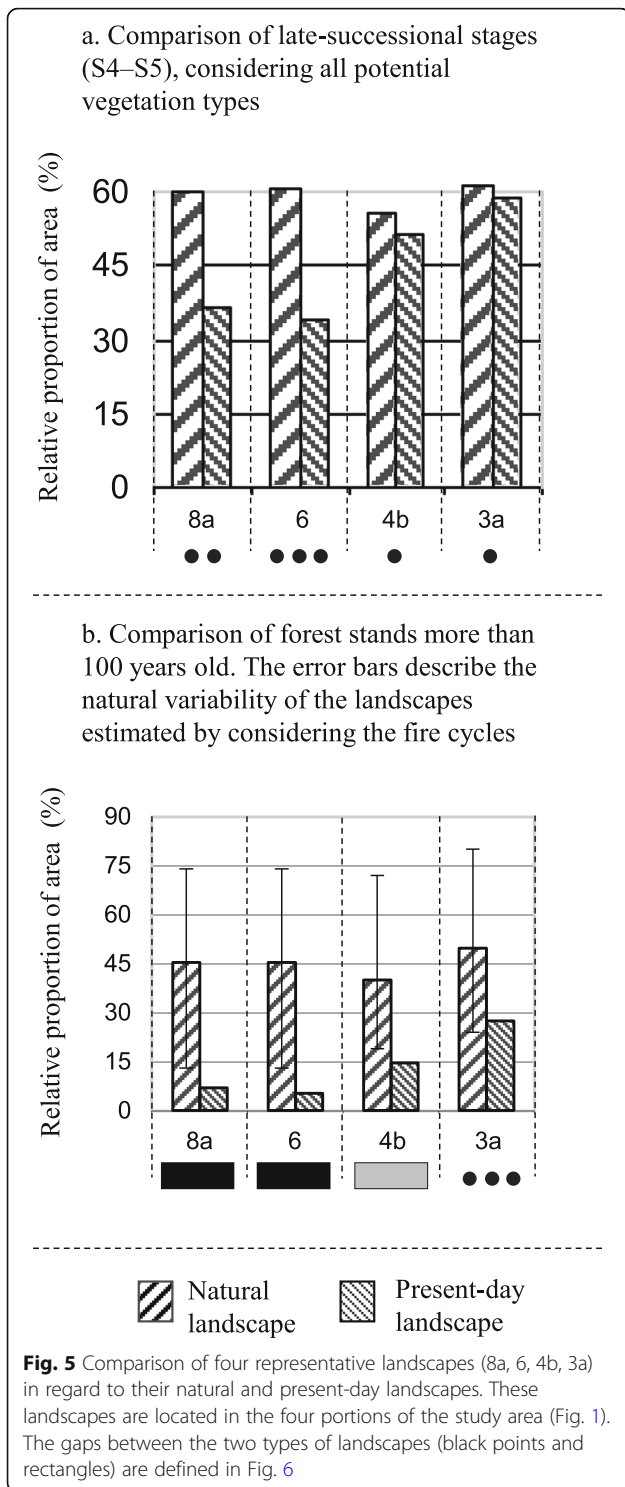 a. Comparison of late-successional stages
(S4–S5), considering all potential
vegetation types
Relative proportion of area (%)
60
45
30
15
0
8a 6 4b 3a
b. Comparison of forest stands more than
100 years old. The error bars describe the
natural variability of the landscapes
estimated by considering the fire cycles
Relative proportion of area (%)
90
75
60
45
30
15
0
8a 6 4b 3a
Natural
landscape
Present-day
landscape
Fig. 5 Comparison of four representative landscapes (8a, 6, 4b, 3a)
in regard to their natural and present-day landscapes. These
landscapes are located in the four portions of the study area (Fig. 1).
The gaps between the two types of landscapes (black points and
rectangles) are defined in Fig. 6